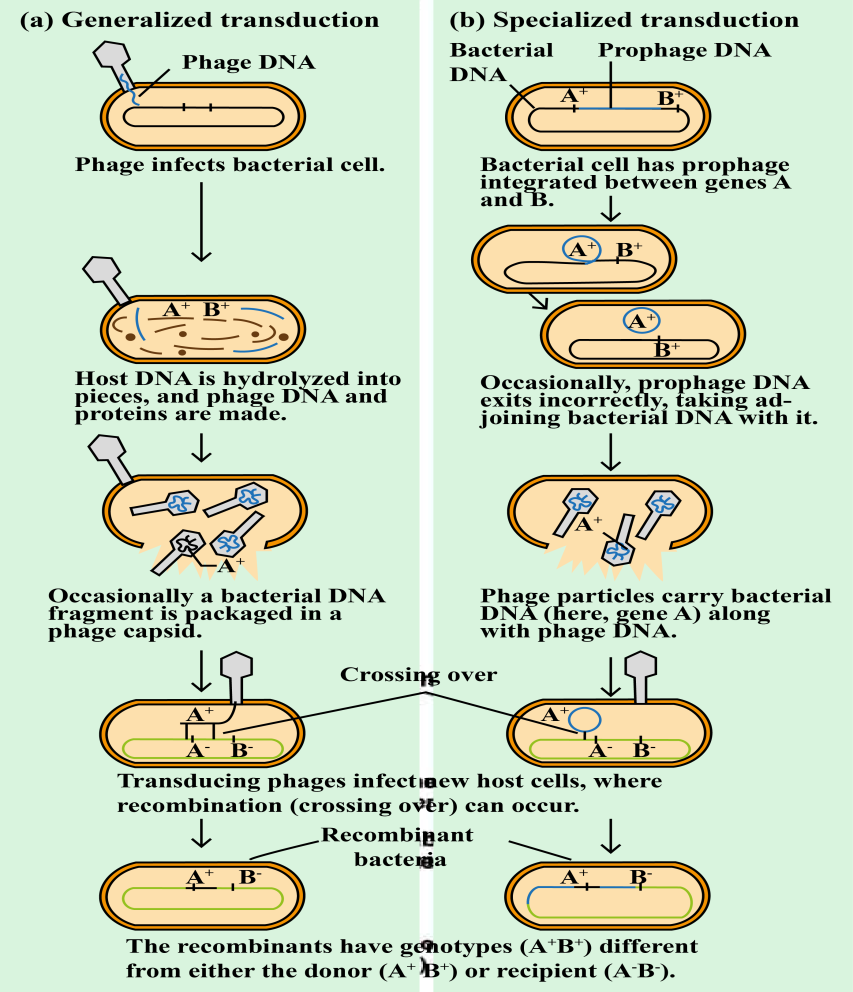 (a) Generalized transduction
Phage DNA
Phage infects bacterial cell.
A+ B+
Host DNA is hydrolyzed into
pieces, and phage DNA and
proteins are made.
A+
Occasionally a bacterial DNA
fragment is packaged in a
phage capsid.
(b) Specialized transduction
Bacterial
DNA
Prophage DNA
A+ B+
Bacterial cell has prophage
integrated between genes A
and B.
A+ B+
A+
B+
Occasionally, prophage DNA
exits incorrectly, taking ad-
joining bacterial DNA with it.
A+
Phage particles carry bacterial
DNA (here, gene A) along
with phage DNA.
Crossing over
A+
A- B-
A+
A- B-
Transducing phages infect new host cells, where
recombination (crossing over) can occur.
Recombinant
bacteria
A+ B-
A+ B-
The recombinants have genotypes (A+B+) different
from either the donor (A+ B+) or recipient (A-B-).